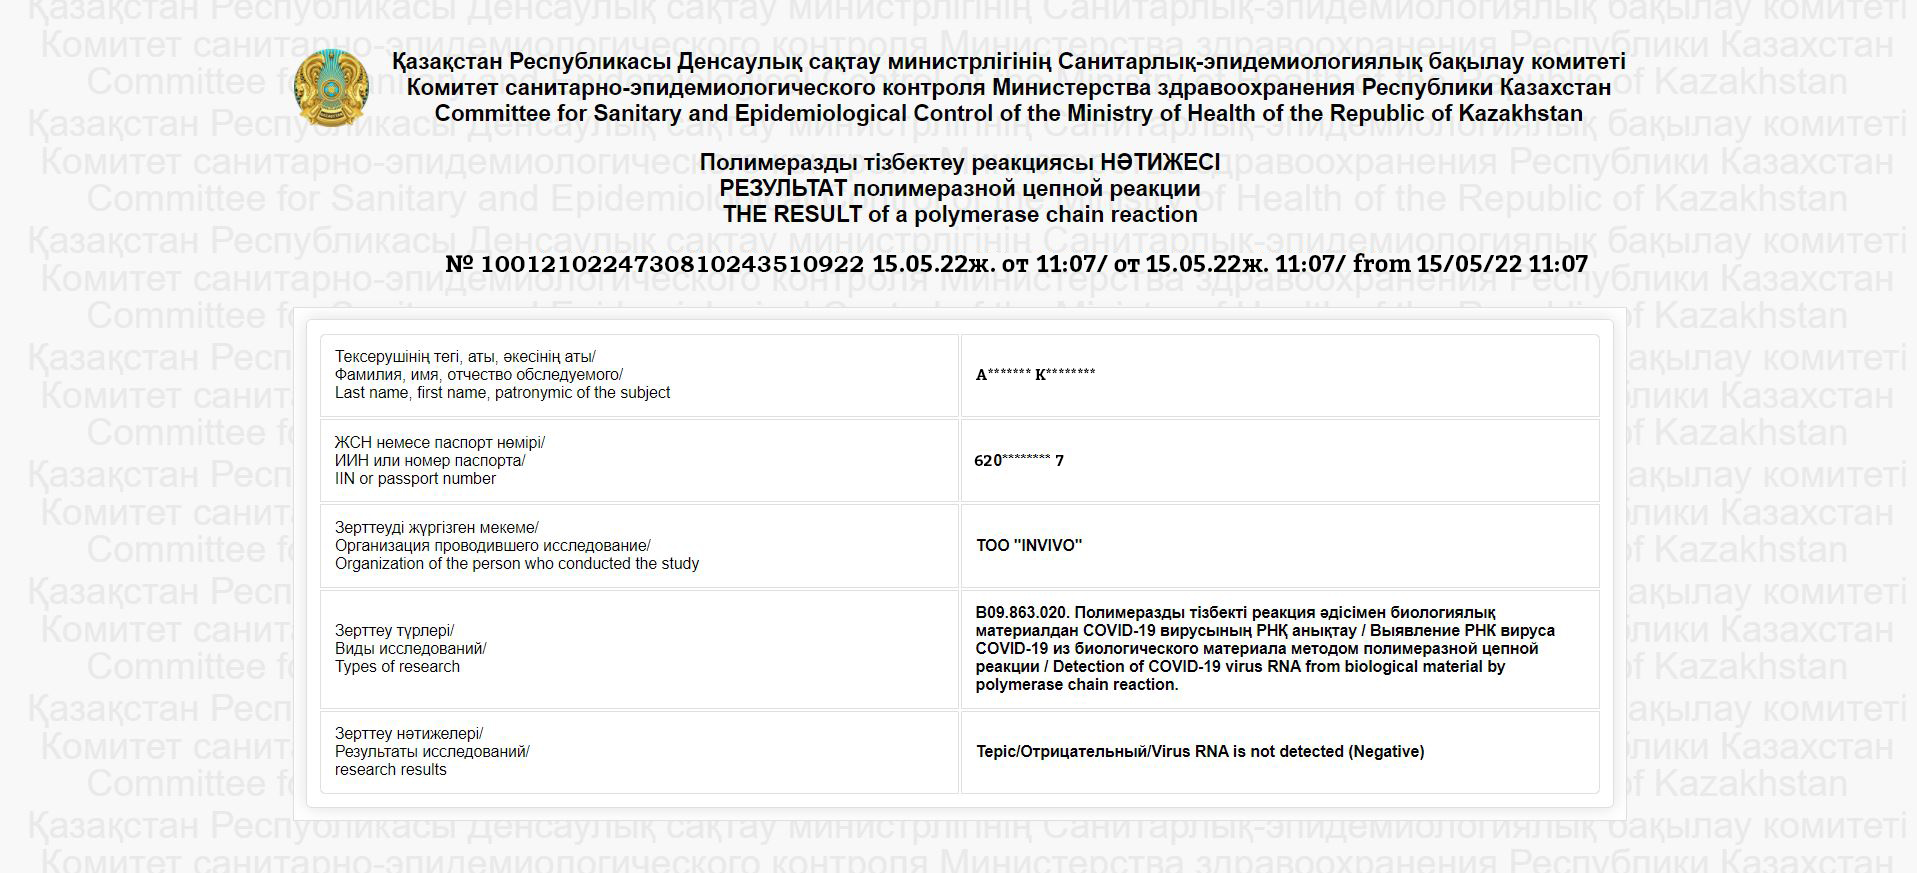 Қазақстан Республикасы Денсаулық сақтау министрлігінің Санитарлық-эпидемиологиялық бақылау комитеті
Комитет санитарно-эпидемиологического контроля Министерства здравоохранения Республики Казахстан
Committee for Sanitary and Epidemiological Control of the Ministry of Health of the Republic of Kazakhstan
Полимеразды тізбектеу реакциясы НӘТИЖЕСІ
РЕЗУЛЬТАТ полимеразной цепной реакции
THE RESULT of a polymerase chain reaction
№ 1001210224730810243510922 15.05.22ж. от 11:07/ от 15.05.22ж. 11:07/ from 15/05/22 11:07
Тексерушінің тегі, аты, әкесінің аты/
Фамилия, имя, отчество обследуемого/
Last name, first name, patronymic of the subject
A******* K********
ЖСН немесе паспорт нөмірі/
ИИН или номер паспорта/
IIN or passport number
620******** 7
Зерттеуді жүргізген мекеме/
Организация проводившего исследование/
Organization of the person who conducted the study
ТОО "INVIVO"
Зерттеу түрлері/
Виды исследований/
Types of research
B09.863.020. Полимеразды тізбекті реакция әдісімен биологиялық
материалдан COVID-19 вирусының РНҚ анықтау / Выявление РНК вируса
COVID-19 из биологического материала методом полимеразной цепной
реакции / Detection of COVID-19 virus RNA from biological material by
polymerase chain reaction.
Зерттеу нәтижелері/
Результаты исследований/
research results
Теріс/Отрицательный/Virus RNA is not detected (Negative)